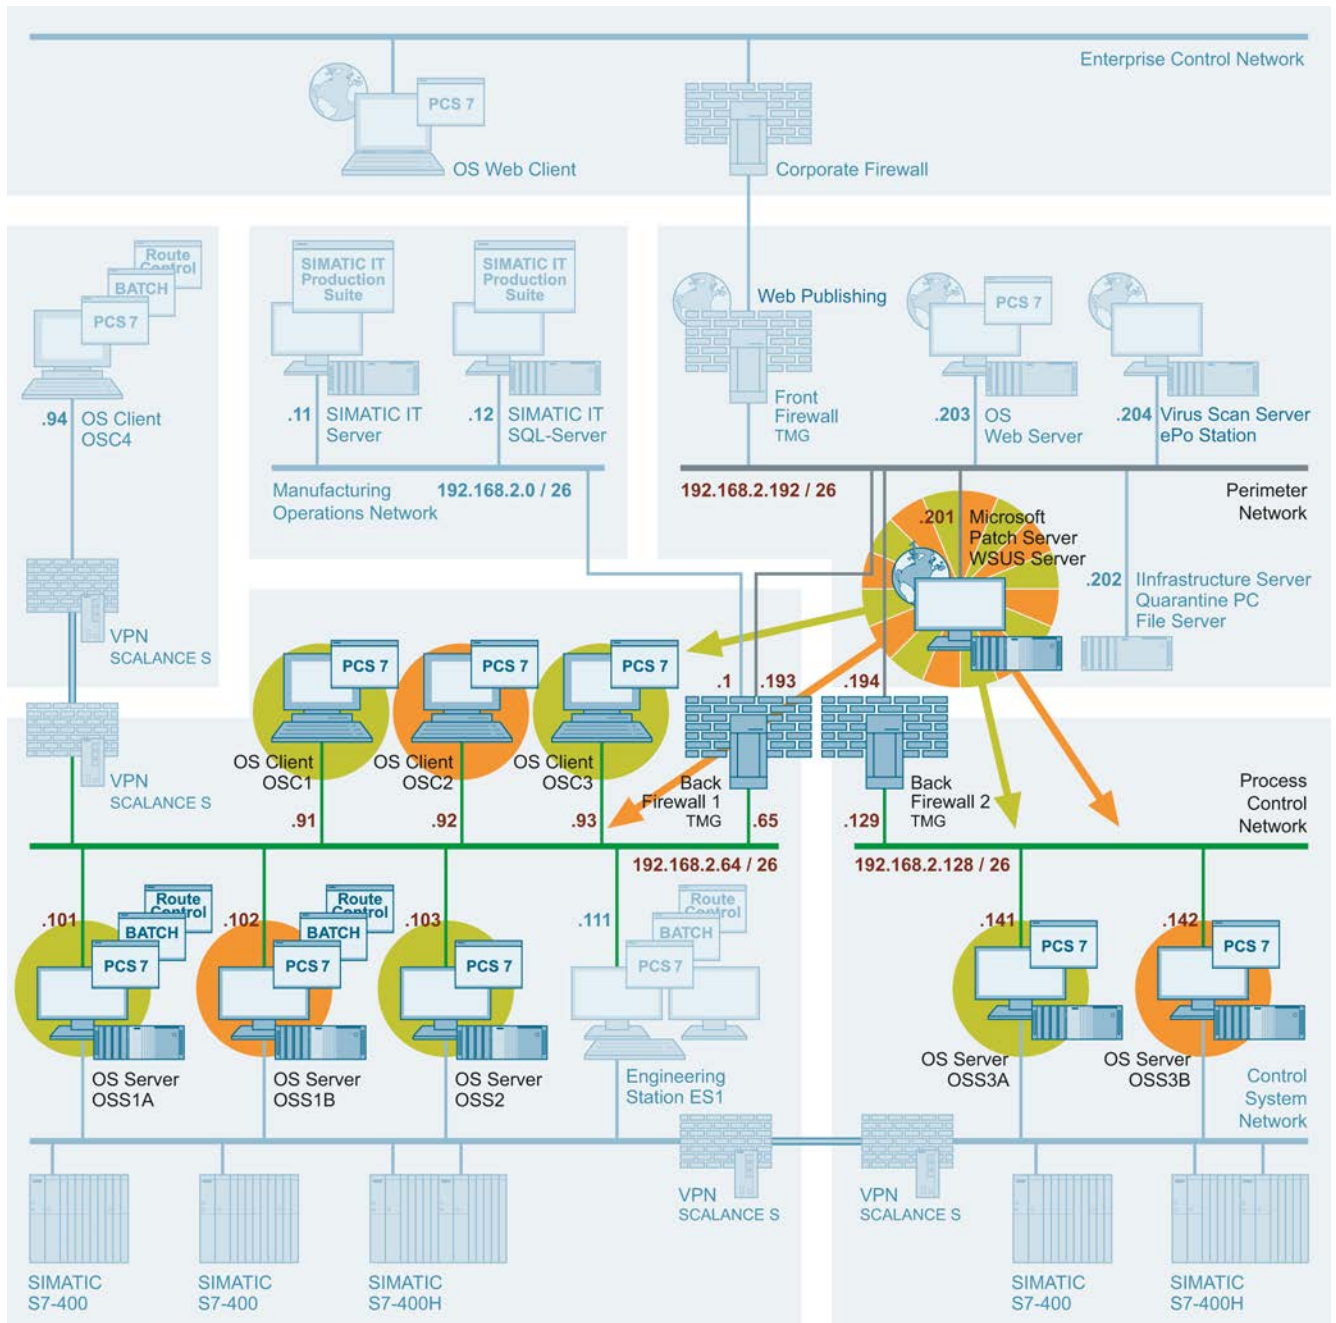 Enterprise Control Network
PCS 7
OS Web Client
Corporate Firewall
Route
Control
BATCH
PCS 7
.94 OS Client
OSC4
SIMATIC IT
Production
Suite
SIMATIC IT
Production
Suite
.11 SIMATIC IT
Server
.12 SIMATIC IT
SQL-Server
Manufacturing
Operations Network
192.168.2.0 / 26
Web Publishing
Front
Firewall
TMG
PCS 7
.203 OS
Web Server
.204 Virus Scan Server
ePo Station
192.168.2.192 / 26
Perimeter
Network
.201 Microsoft
Patch Server
WSUS Server
.202 IInfrastructure Server
Quarantine PC
File Server
VPN
SCALANCE S
VPN
SCALANCE S
PCS 7
PCS 7
PCS 7
OS Client
OSC1
OS Client
OSC2
OS Client
OSC3
.1 .193
.194
Back
Firewall 1
TMG
Back
Firewall 2
TMG
Process
Control
Network
.91
.92
.93
.65
.129
192.168.2.64 / 26
192.168.2.128 / 26
.101
Route
Control
BATCH
PCS 7
OS Server
OSS1A
.102
Route
Control
BATCH
PCS 7
OS Server
OSS1B
.103
PCS 7
OS Server
OSS2
.111
Route
Control
BATCH
PCS 7
Engineering
Station ES1
.141
PCS 7
OS Server
OSS3A
.142
PCS 7
OS Server
OSS3B
Control
System
Network
VPN
SCALANCE S
VPN
SCALANCE S
SIMATIC
S7-400
SIMATIC
S7-400
SIMATIC
S7-400H
SIMATIC
S7-400
SIMATIC
S7-400H